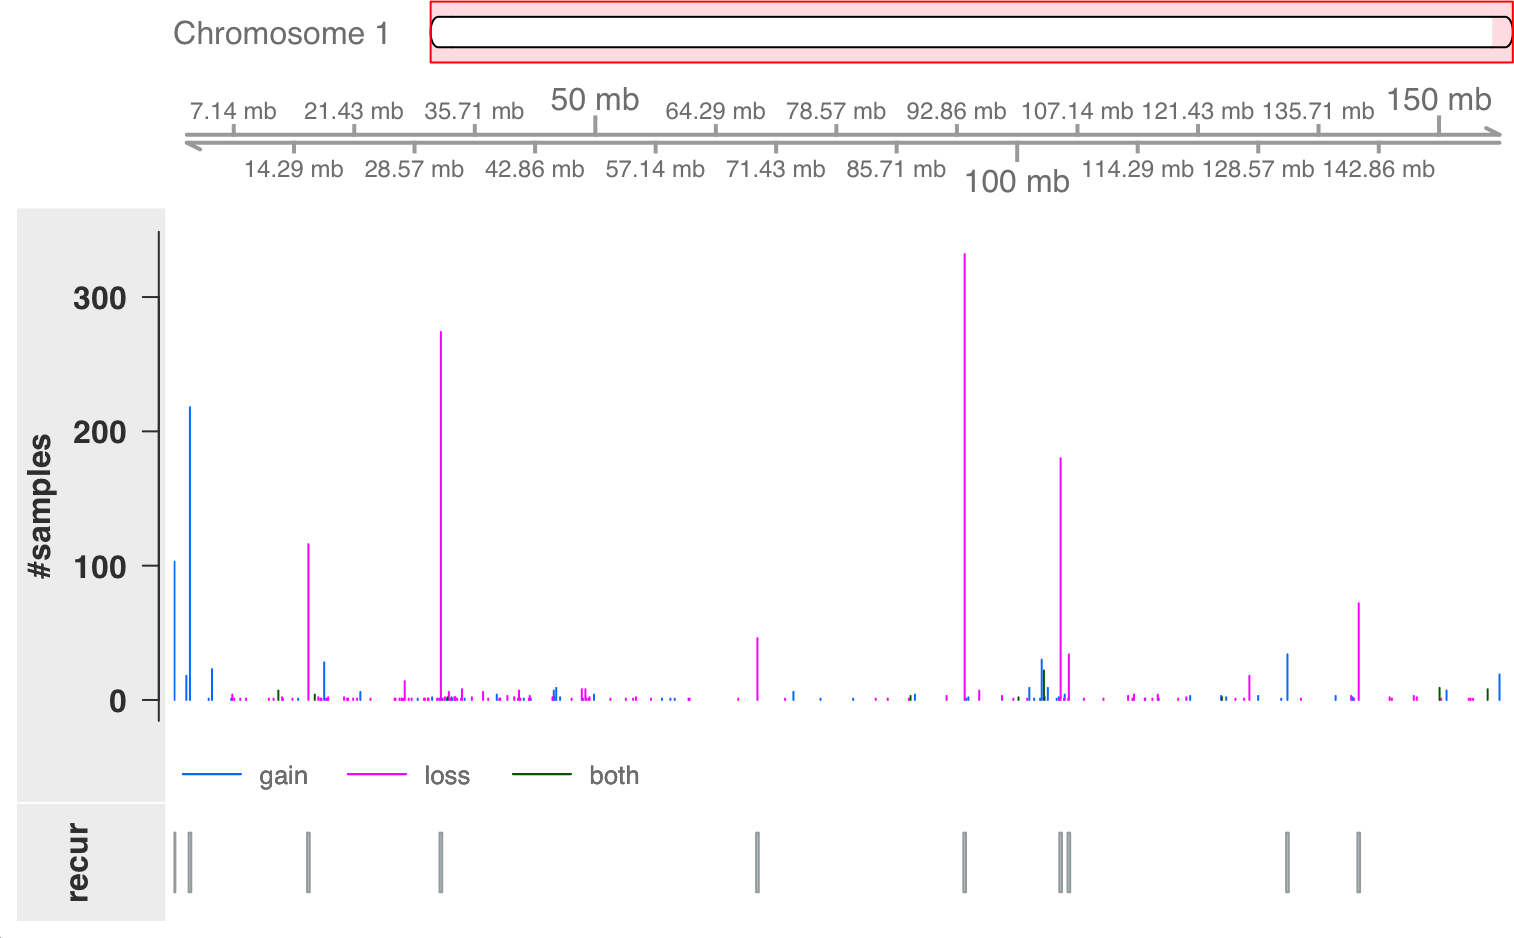 Chromosome 1
7.14 mb 21.43 mb 35.71 mb 50 mb 64.29 mb 78.57 mb 92.86 mb 107.14 mb 121.43 mb 135.71 mb 150 mb
14.29 mb 28.57 mb 42.86 mb 57.14 mb 71.43 mb 85.71 mb 100 mb 114.29 mb 128.57 mb 142.86 mb
#samples
300
200
100
0
gain loss both
recur